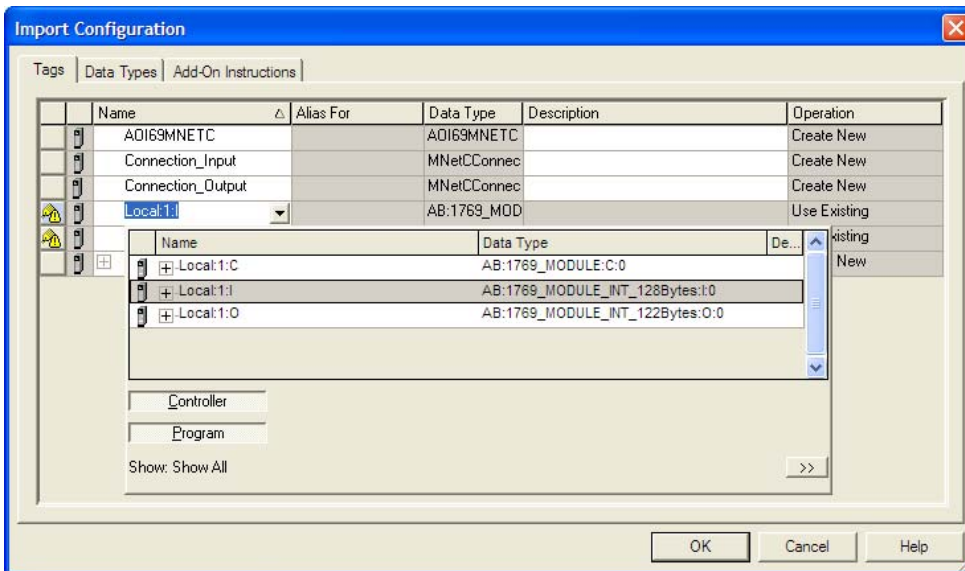 Import Configuration
Tags Data Types Add-On Instructions
Name Alias For Data Type Description Operation
AOI69MNETC AOI69MNETC Create New
Connection_Input MNetCConnec Create New
Connection_Output MNetCConnec Create New
Local:1:I AB:1769_MOD Use Existing
Name Data Type De... xisting
Local:1:C AB:1769_MODULE:C:0 New
Local:1:I AB:1769_MODULE_INT_128Bytes:I:0
Local:1:O AB:1769_MODULE_INT_122Bytes:O:0
Controller
Program
Show: Show All >>
OK Cancel Help